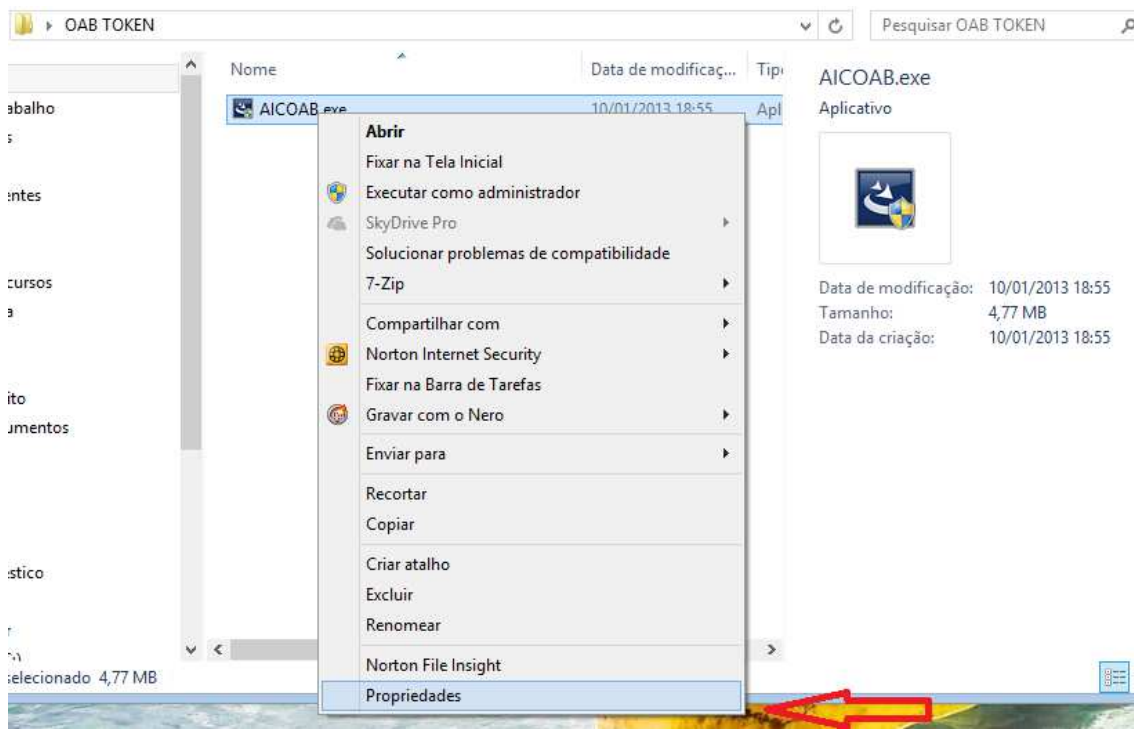 OAB TOKEN
Pesquisar OAB TOKEN
Nome
Data de modificaç...
AICOAB.exe
10/01/2013 18:55
Abrir
Fixar na Tela Inicial
Executar como administrador
SkyDrive Pro
Solucionar problemas de compatibilidade
7-Zip
Compartilhar com
Norton Internet Security
Fixar na Barra de Tarefas
Gravar com o Nero
Enviar para
Recortar
Copiar
Criar atalho
Excluir
Renomear
Norton File Insight
Propriedades
AICOAB.exe
Aplicativo
Data de modificação: 10/01/2013 18:55
Tamanho: 4,77 MB
Data da criação: 10/01/2013 18:55
abalho
entes
cursos
a
ito
umentos
stico
selecionado 4,77 MB